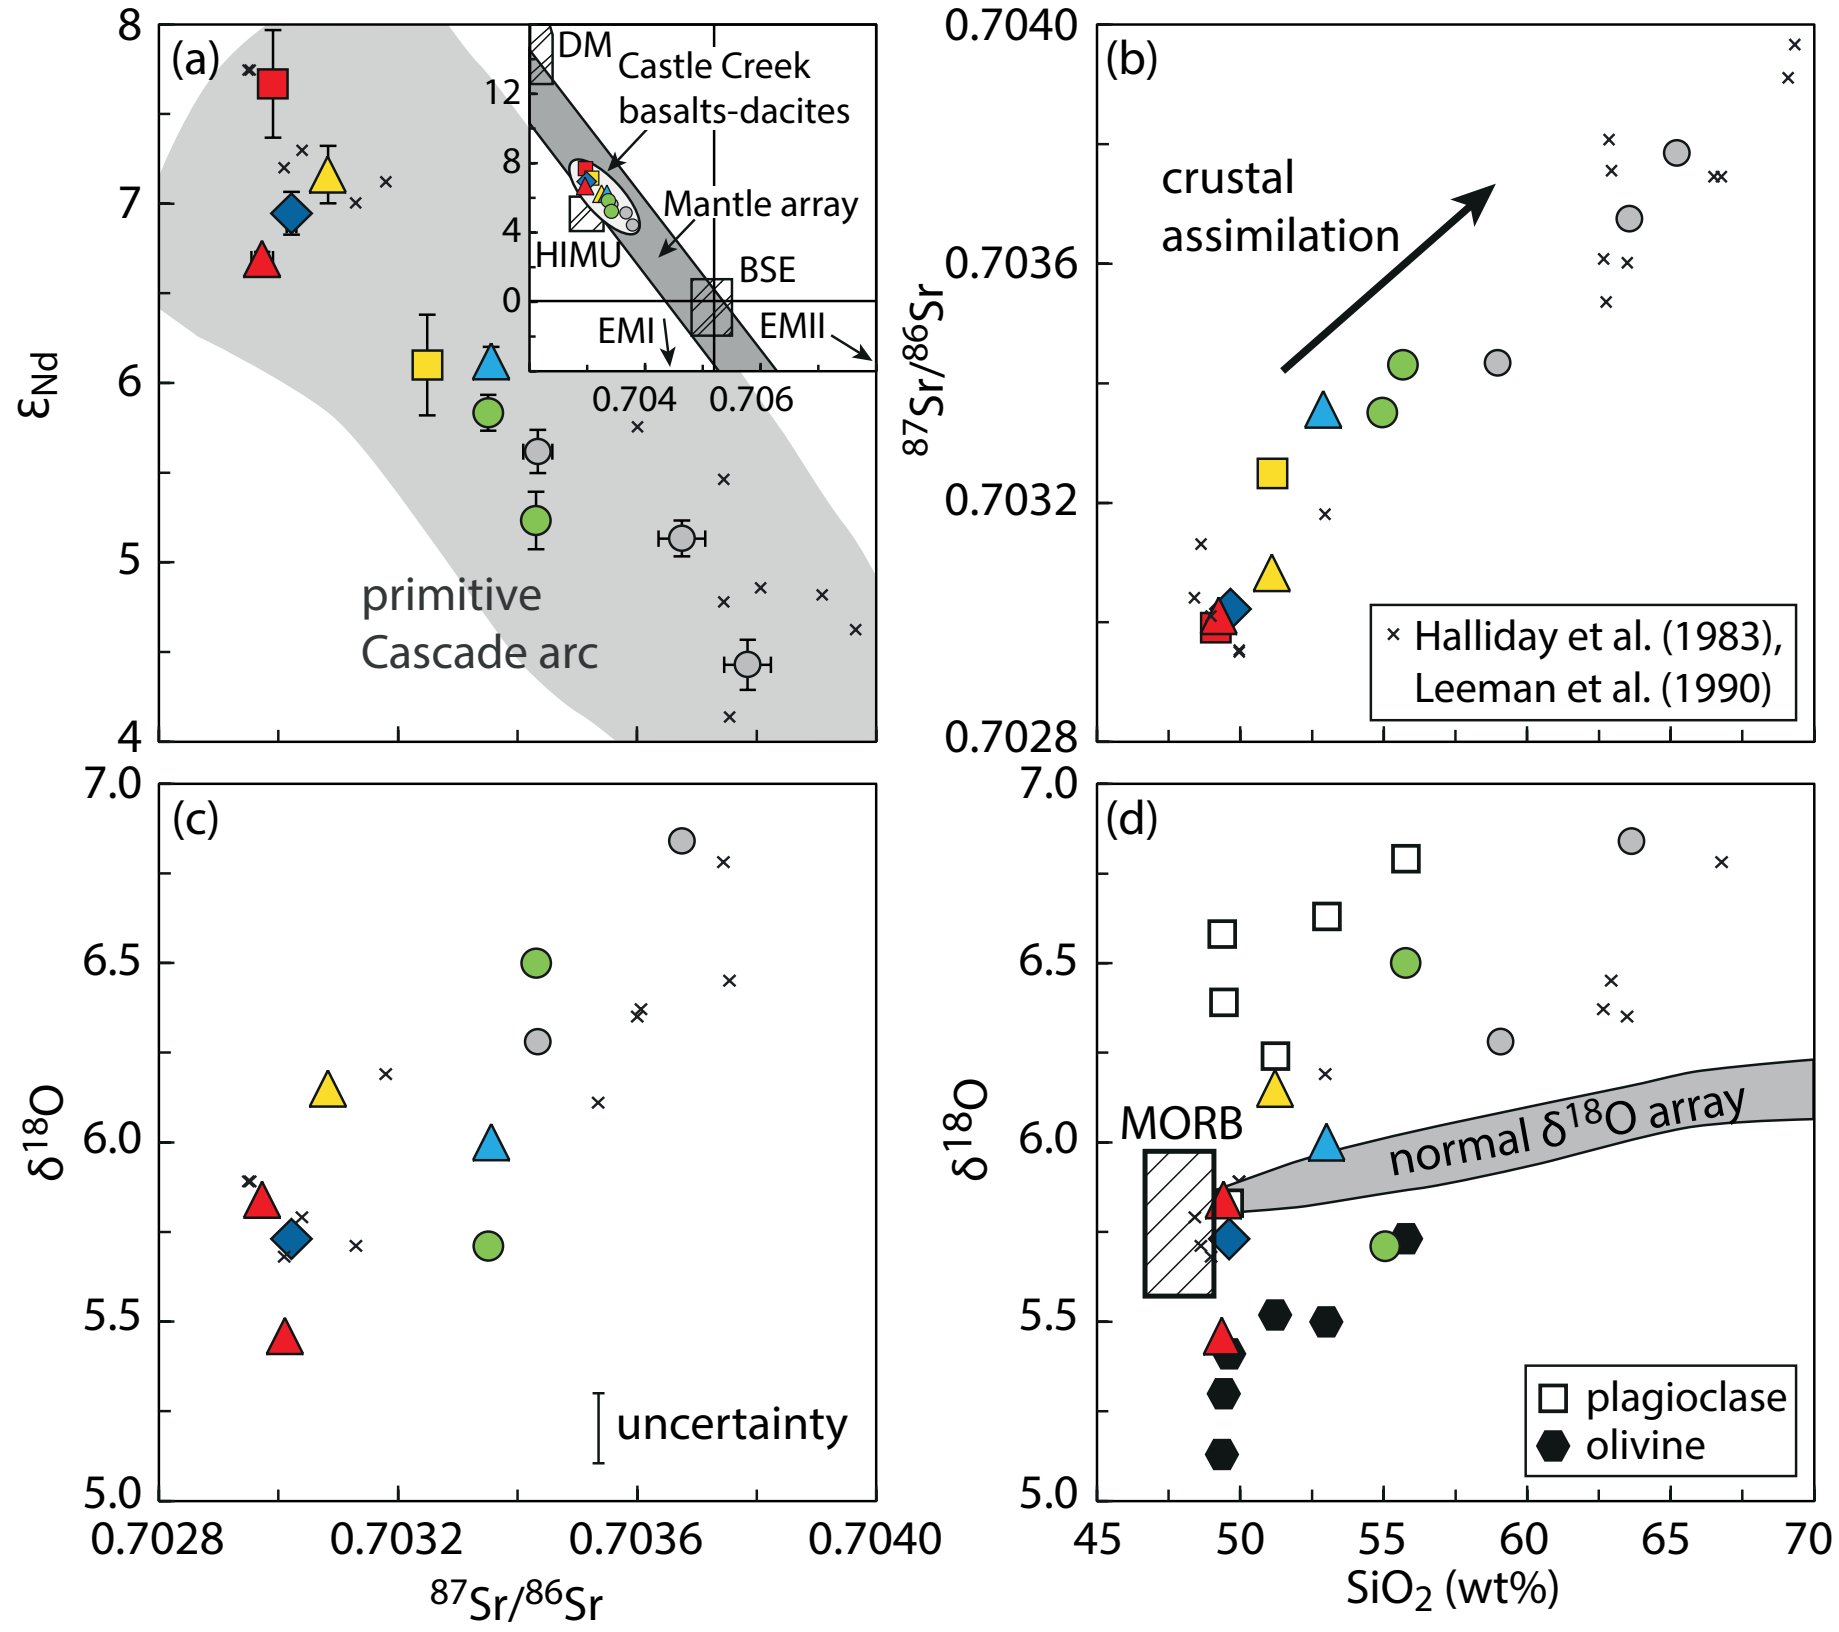 (a)
8
7
6
5
4
εNd
primitive
Cascade arc
DM
Castle Creek
basalts-dacites
12
8
4
0
Mantle array
HIMU
BSE
EMI
EMII
0.704
0.706
(b)
0.7040
0.7036
0.7032
0.7028
⁸⁷Sr/⁸⁶Sr
crustal
assimilation
× Halliday et al. (1983),
Leeman et al. (1990)
(c)
7.0
6.5
6.0
5.5
5.0
δ¹⁸O
uncertainty
0.7028
0.7032
0.7036
0.7040
⁸⁷Sr/⁸⁶Sr
(d)
7.0
6.5
6.0
5.5
5.0
δ¹⁸O
MORB
normal δ¹⁸O array
plagioclase
olivine
45
50
55
60
65
70
SiO₂ (wt%)